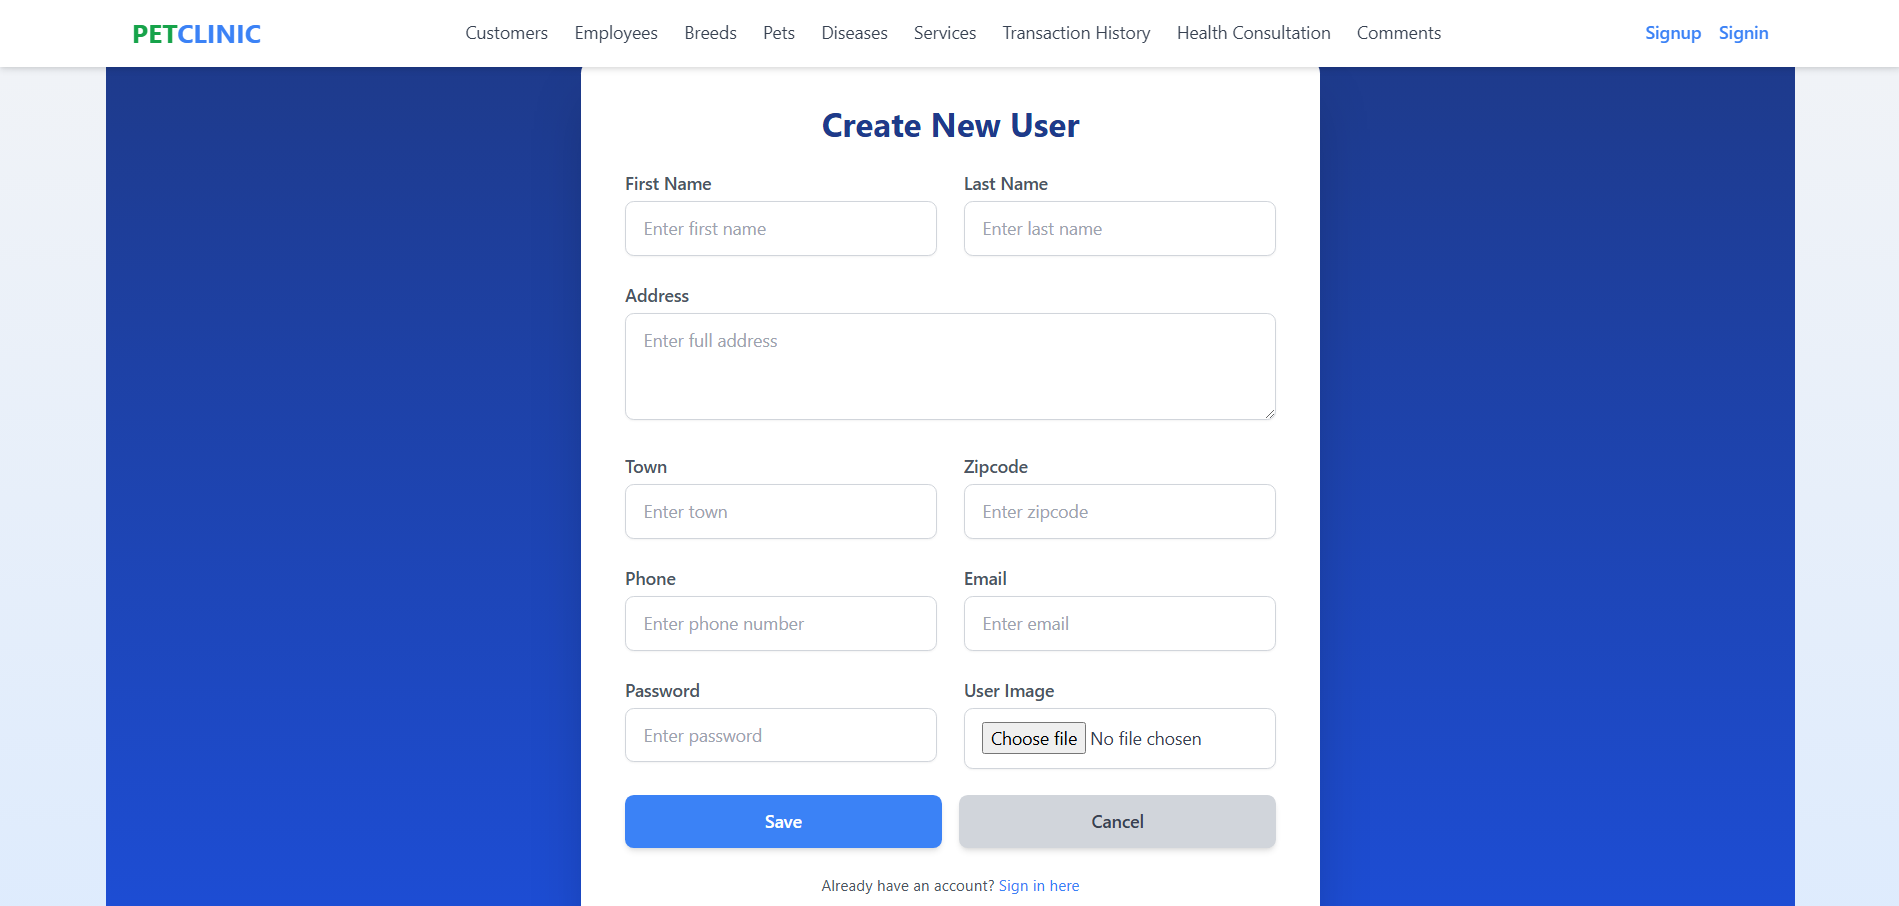 PETCLINIC Customers Employees Breeds Pets Diseases Services Transaction History Health Consultation Comments Signup Signin
Create New User
First Name Last Name
Enter first name Enter last name
Address
Enter full address
Town Zipcode
Enter town Enter zipcode
Phone Email
Enter phone number Enter email
Password User Image
Enter password Choose file No file chosen
Save Cancel
Already have an account? Sign in here